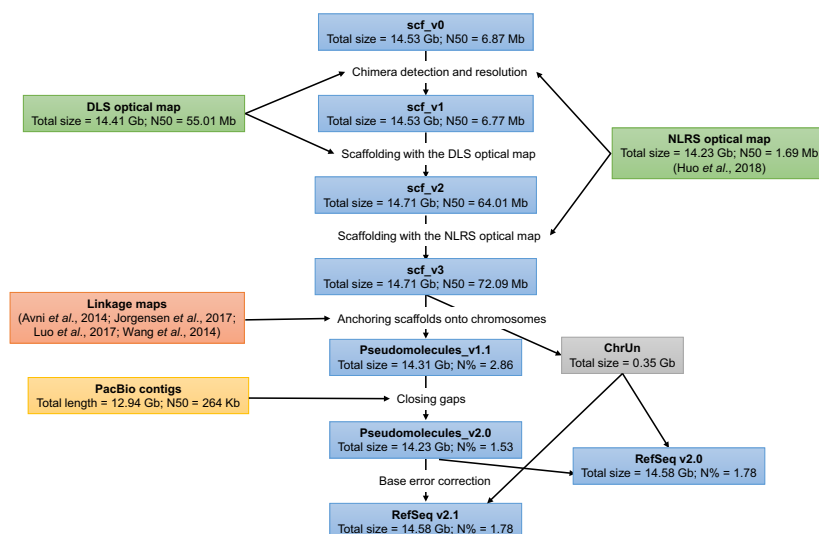 scf_v0
Total size = 14.53 Gb; N50 = 6.87 Mb
Chimera detection and resolution
DLS optical map
Total size = 14.41 Gb; N50 = 55.01 Mb
scf_v1
Total size = 14.53 Gb; N50 = 6.77 Mb
NLRS optical map
Total size = 14.23 Gb; N50 = 1.69 Mb
(Huo et al., 2018)
Scaffolding with the DLS optical map
scf_v2
Total size = 14.71 Gb; N50 = 64.01 Mb
Scaffolding with the NLRS optical map
scf_v3
Total size = 14.71 Gb; N50 = 72.09 Mb
Linkage maps
(Avni et al., 2014; Jorgensen et al., 2017;
Luo et al., 2017; Wang et al., 2014)
Anchoring scaffolds onto chromosomes
Pseudomolecules_v1.1
Total size = 14.31 Gb; N% = 2.86
ChrUn
Total size = 0.35 Gb
PacBio contigs
Total length = 12.94 Gb; N50 = 264 Kb
Closing gaps
Pseudomolecules_v2.0
Total size = 14.23 Gb; N% = 1.53
RefSeq v2.0
Total size = 14.58 Gb; N% = 1.78
Base error correction
RefSeq v2.1
Total size = 14.58 Gb; N% = 1.78